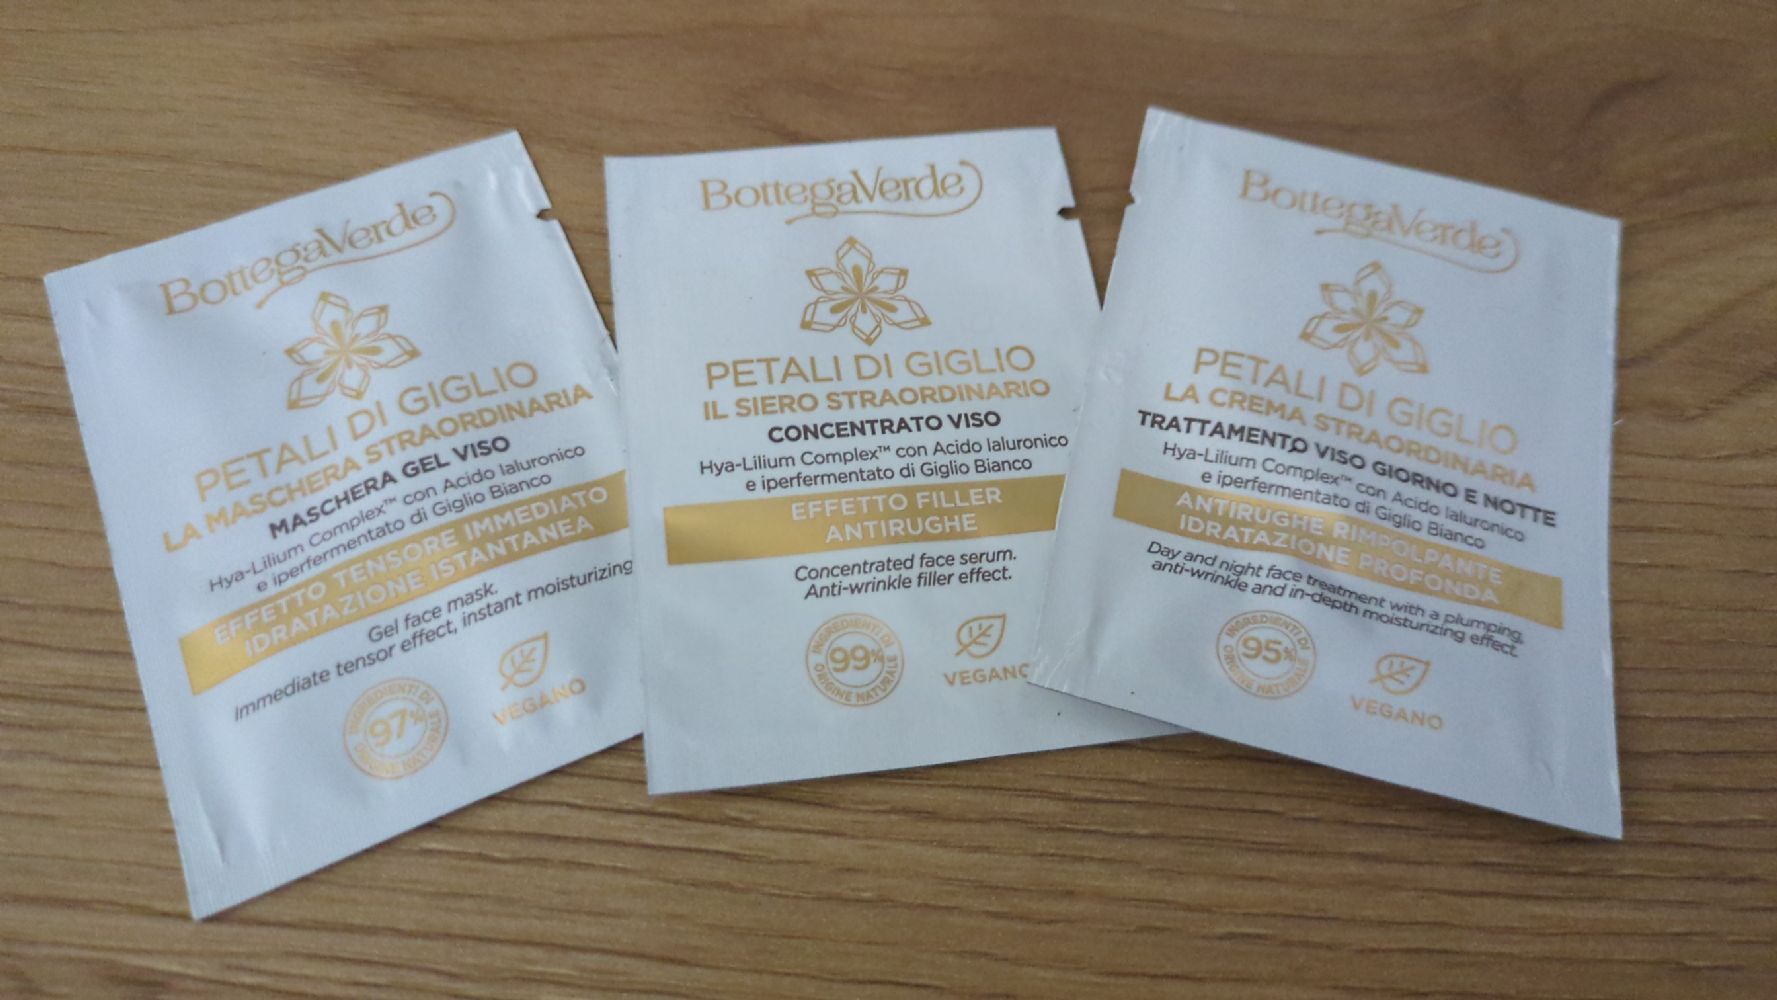 BottegaVerde
PETALI DI GIGLIO
LA MASCHERA STRAORDINARIA
MASCHERA GEL VISO
Hya-Lilium Complex™ con Acido Ialuronico
e iperfermentato di Giglio Bianco
EFFETTO TENSORE IMMEDIATO
IDRATAZIONE ISTANTANEA
Gel face mask.
Immediate tensor effect, instant moisturizing
INGREDIENTI DI
97%
ORIGINE NATURALE
VEGANO
BottegaVerde
PETALI DI GIGLIO
IL SIERO STRAORDINARIO
CONCENTRATO VISO
Hya-Lilium Complex™ con Acido Ialuronico
e iperfermentato di Giglio Bianco
EFFETTO FILLER
ANTIRUGHE
Concentrated face serum.
Anti-wrinkle filler effect.
INGREDIENTI DI
99%
ORIGINE NATURALE
VEGANO
BottegaVerde
PETALI DI GIGLIO
LA CREMA STRAORDINARIA
TRATTAMENTO VISO GIORNO E NOTTE
Hya-Lilium Complex™ con Acido Ialuronico
e iperfermentato di Giglio Bianco
ANTIRUGHE RIMPOLPANTE
IDRATAZIONE PROFONDA
Day and night face treatment with a plumping,
anti-wrinkle and in-depth moisturizing effect.
INGREDIENTI DI
95%
ORIGINE NATURALE
VEGANO